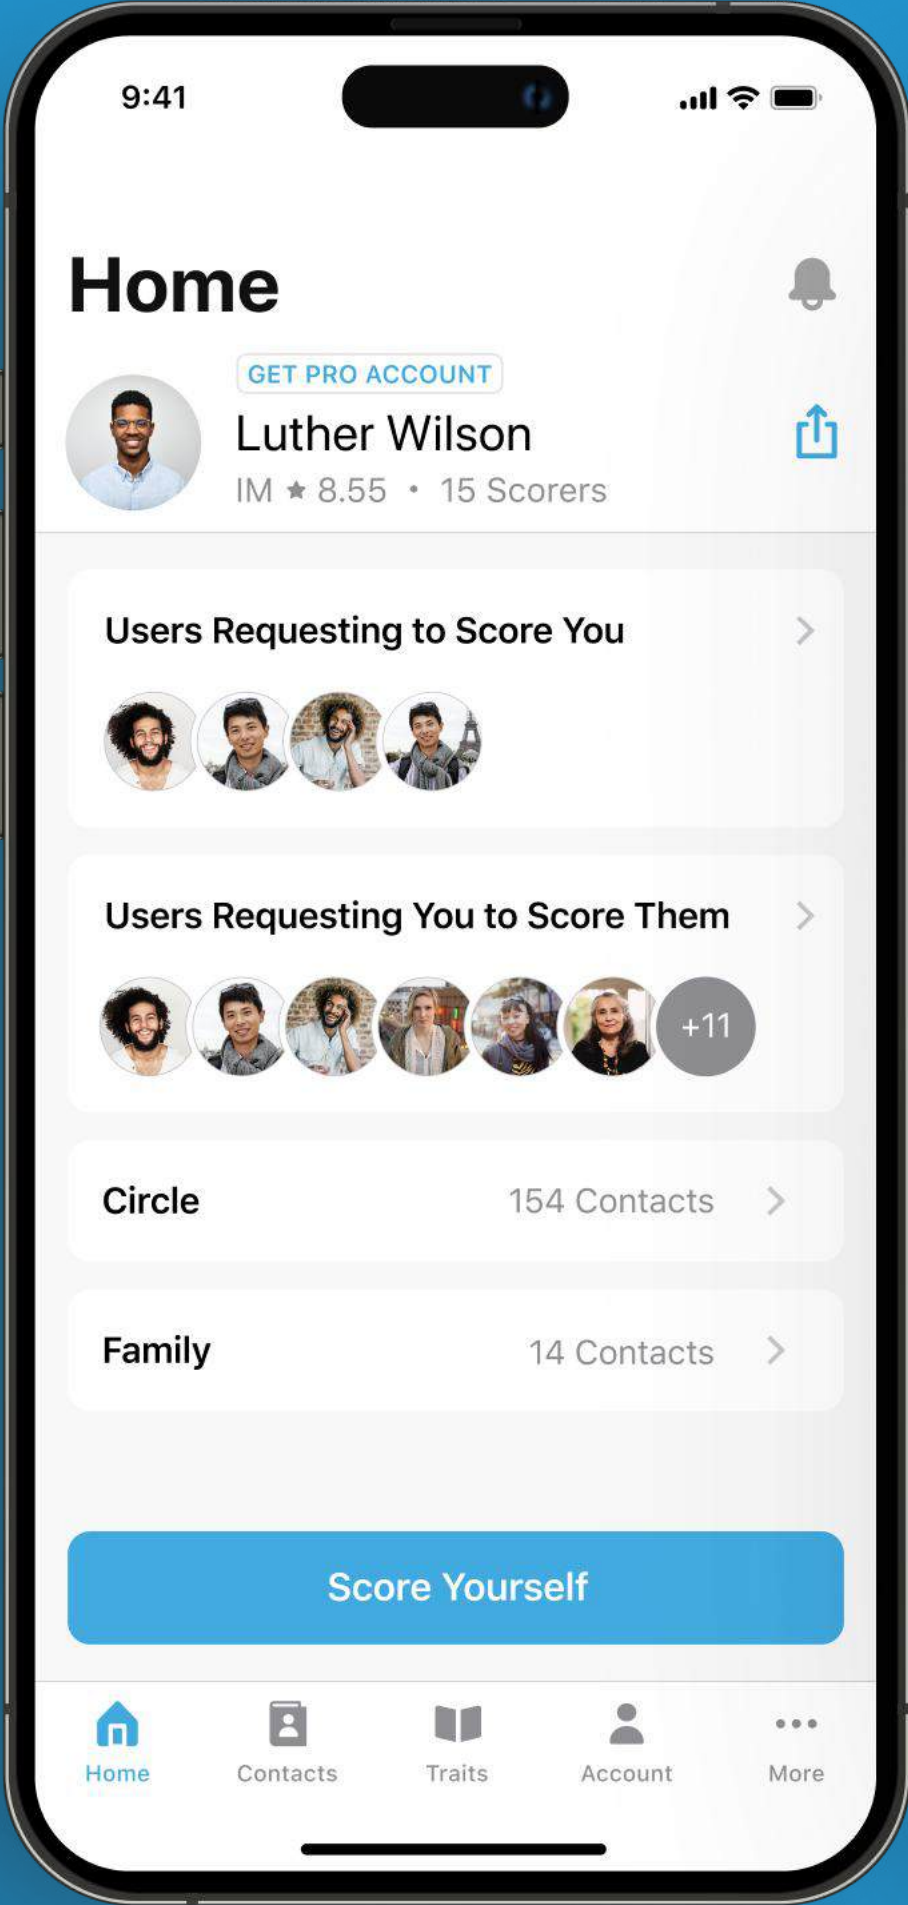 9:41
Home
GET PRO ACCOUNT
Luther Wilson
IM ★ 8.55 • 15 Scorers
Users Requesting to Score You
Users Requesting You to Score Them
+11
Circle 154 Contacts
Family 14 Contacts
Score Yourself
Home Contacts Traits Account More